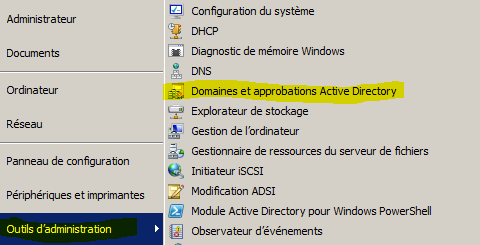 Administrateur
Documents
Ordinateur
Réseau
Panneau de configuration
Périphériques et imprimantes
Outils d'administration
Configuration du système
DHCP
Diagnostic de mémoire Windows
DNS
Domaines et approbations Active Directory
Explorateur de stockage
Gestion de l'ordinateur
Gestionnaire de ressources du serveur de fichiers
Initiateur iSCSI
Modification ADSI
Module Active Directory pour Windows PowerShell
Observateur d'événements